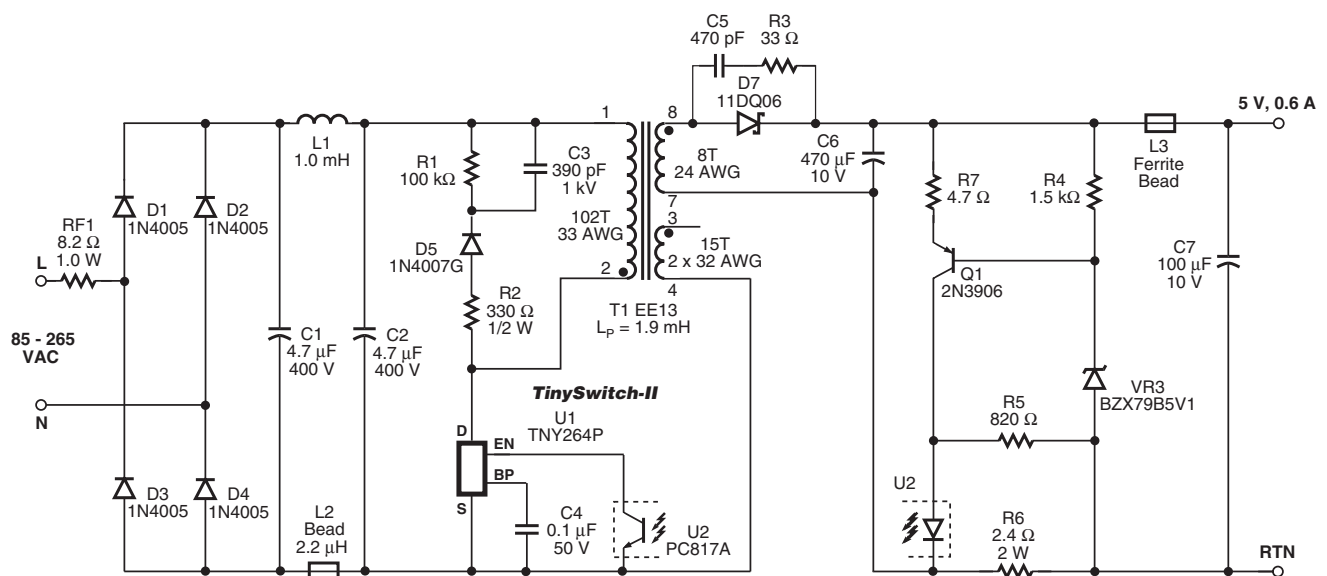 C5
470 pF
R3
33 Ω
D7
11DQ06
5 V, 0.6 A
1
8
L1
1.0 mH
R1
100 kΩ
C3
390 pF
1 kV
8T
24 AWG
C6
470 μF
10 V
L3
Ferrite
Bead
R7
4.7 Ω
R4
1.5 kΩ
D1
1N4005
D2
1N4005
RF1
8.2 Ω
1.0 W
L
7
3
102T
33 AWG
15T
2 x 32 AWG
D5
1N4007G
2
4
Q1
2N3906
C7
100 μF
10 V
R2
330 Ω
1/2 W
T1 EE13
LP = 1.9 mH
85 - 265
VAC
C1
4.7 μF
400 V
C2
4.7 μF
400 V
TinySwitch-II
U1
TNY264P
VR3
BZX79B5V1
R5
820 Ω
N
D
EN
BP
S
D3
1N4005
D4
1N4005
L2
Bead
2.2 μH
C4
0.1 μF
50 V
U2
PC817A
U2
R6
2.4 Ω
2 W
RTN